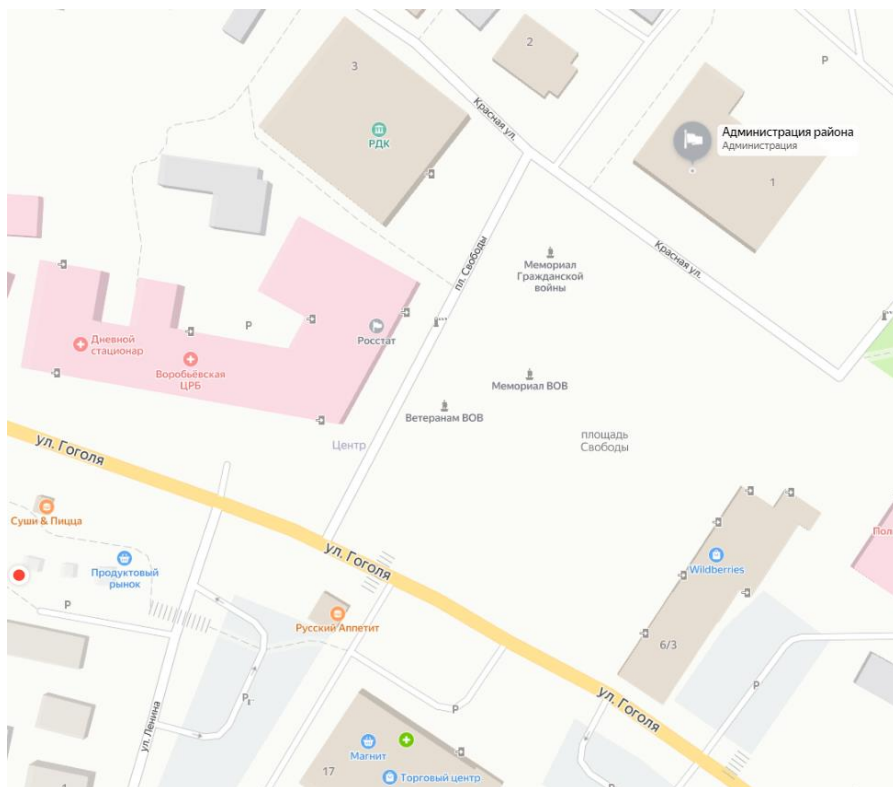 2
3
P
Красная ул.
РДК
Администрация района
Администрация
1
пл. Свободы
Мемориал
Гражданской
войны
Красная ул.
P
Росстат
Дневной
стационар
Воробьёвская
ЦРБ
Мемориал ВОВ
Ветеранам ВОВ
Центр
площадь
Свободы
ул. Гоголя
Суши & Пицца
ул. Гоголя
Wildberries
Продуктовый
рынок
P
Русский Аппетит
6/3
P
P
ул. Гоголя
P
ул. Ленина
Магнит
17
Торговый центр